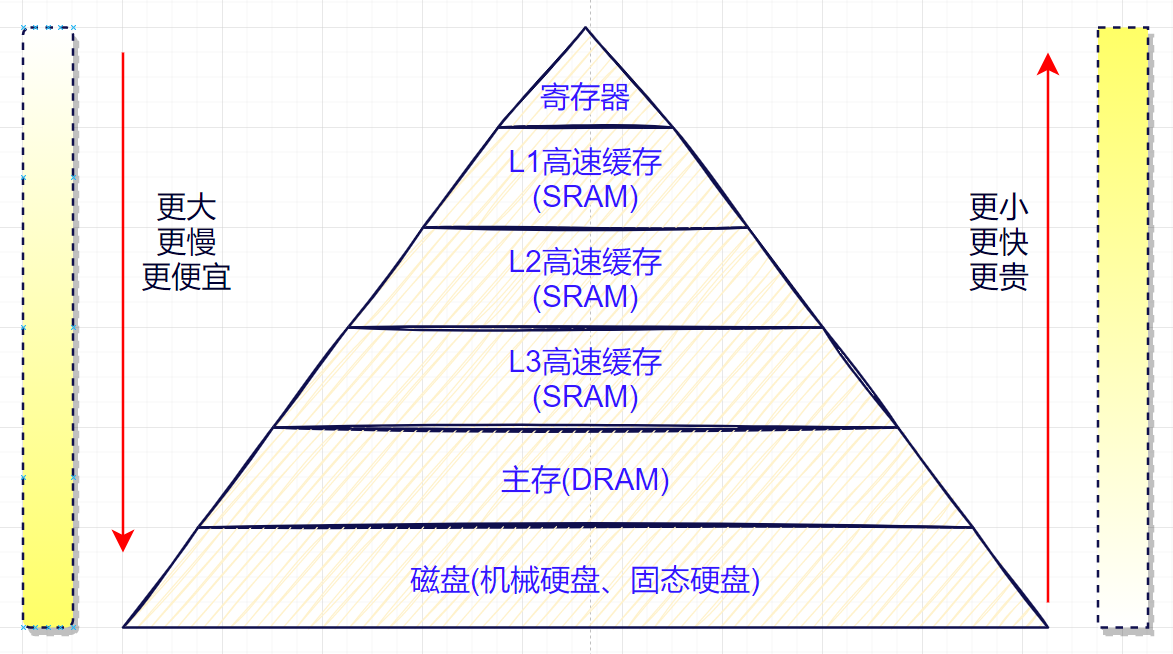 寄存器
L1高速缓存
(SRAM)
更大
更慢
更便宜
更小
更快
更贵
L2高速缓存
(SRAM)
L3高速缓存
(SRAM)
主存(DRAM)
磁盘(机械硬盘、固态硬盘)